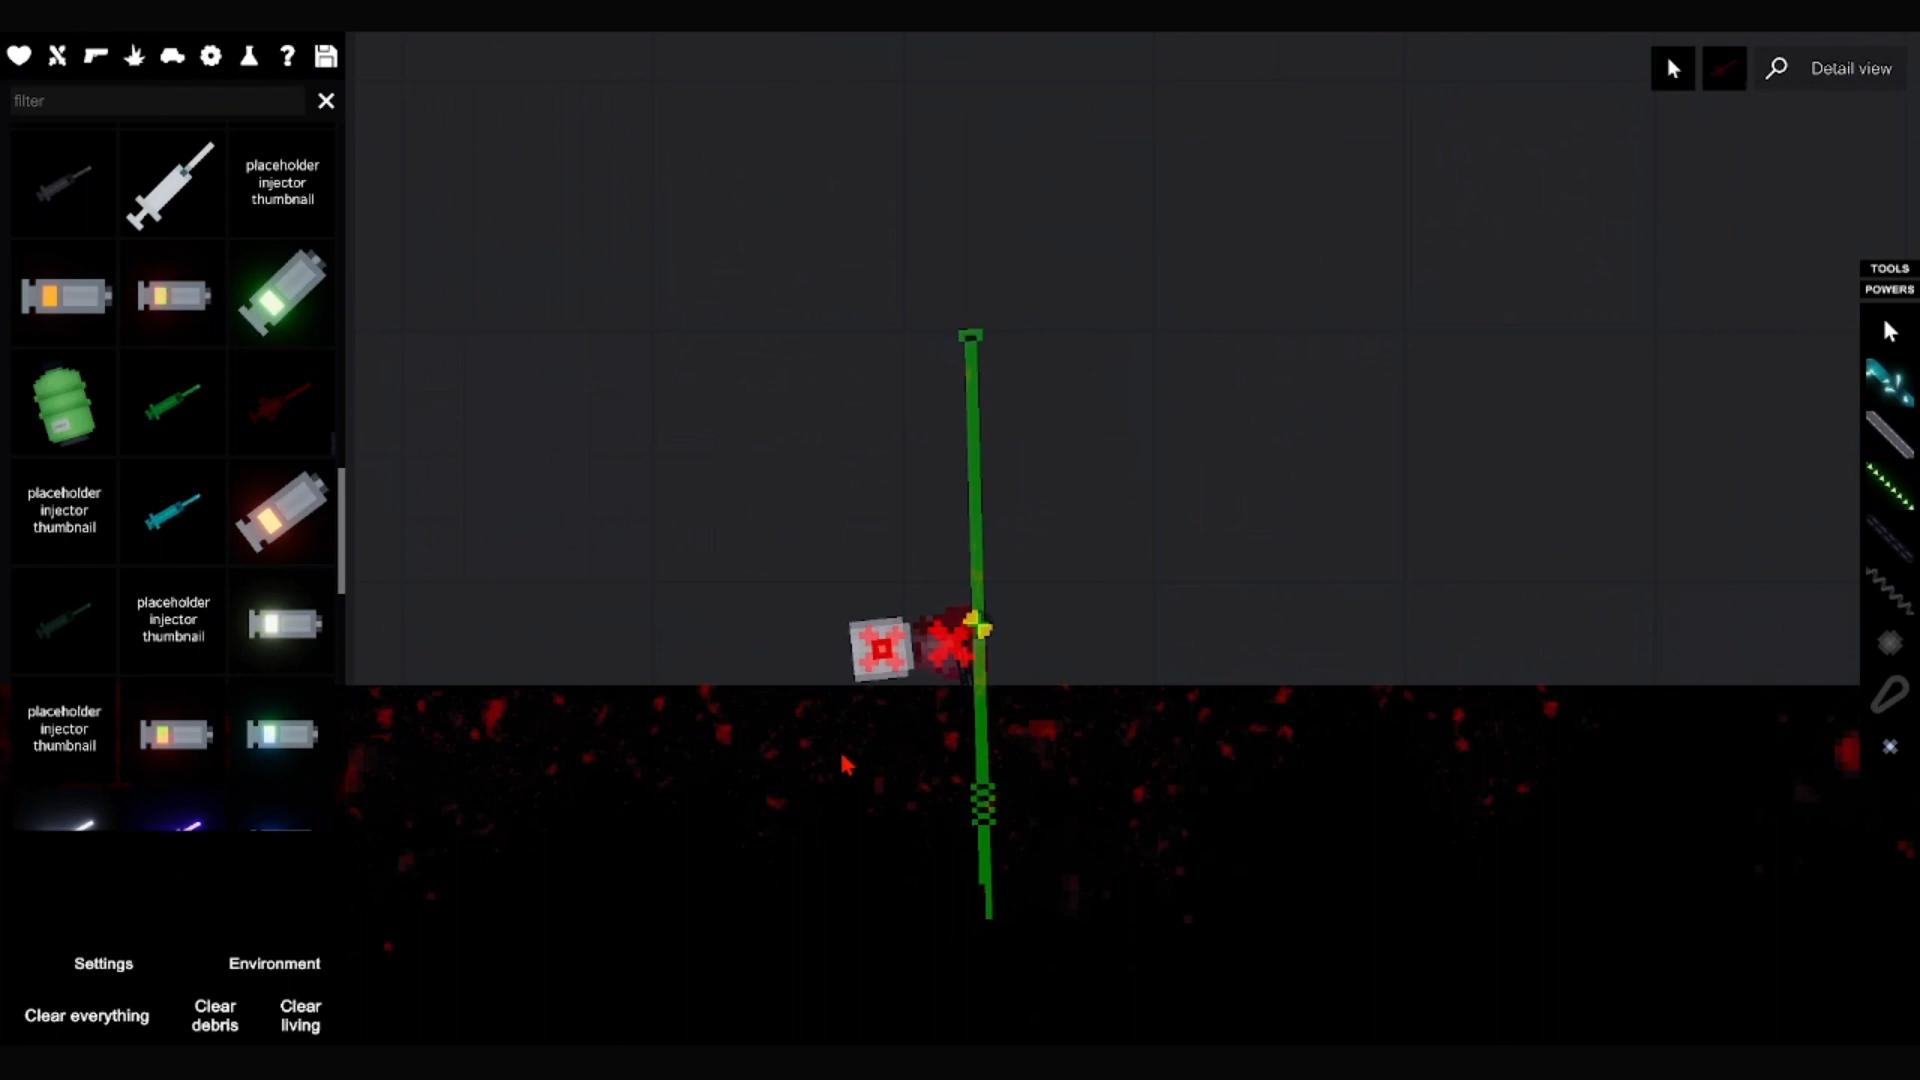 filter
Detail view
placeholder
injector
thumbnail
TOOLS
POWERS
placeholder
injector
thumbnail
placeholder
injector
thumbnail
placeholder
injector
thumbnail
Settings
Environment
Clear everything
Clear
debris
Clear
living